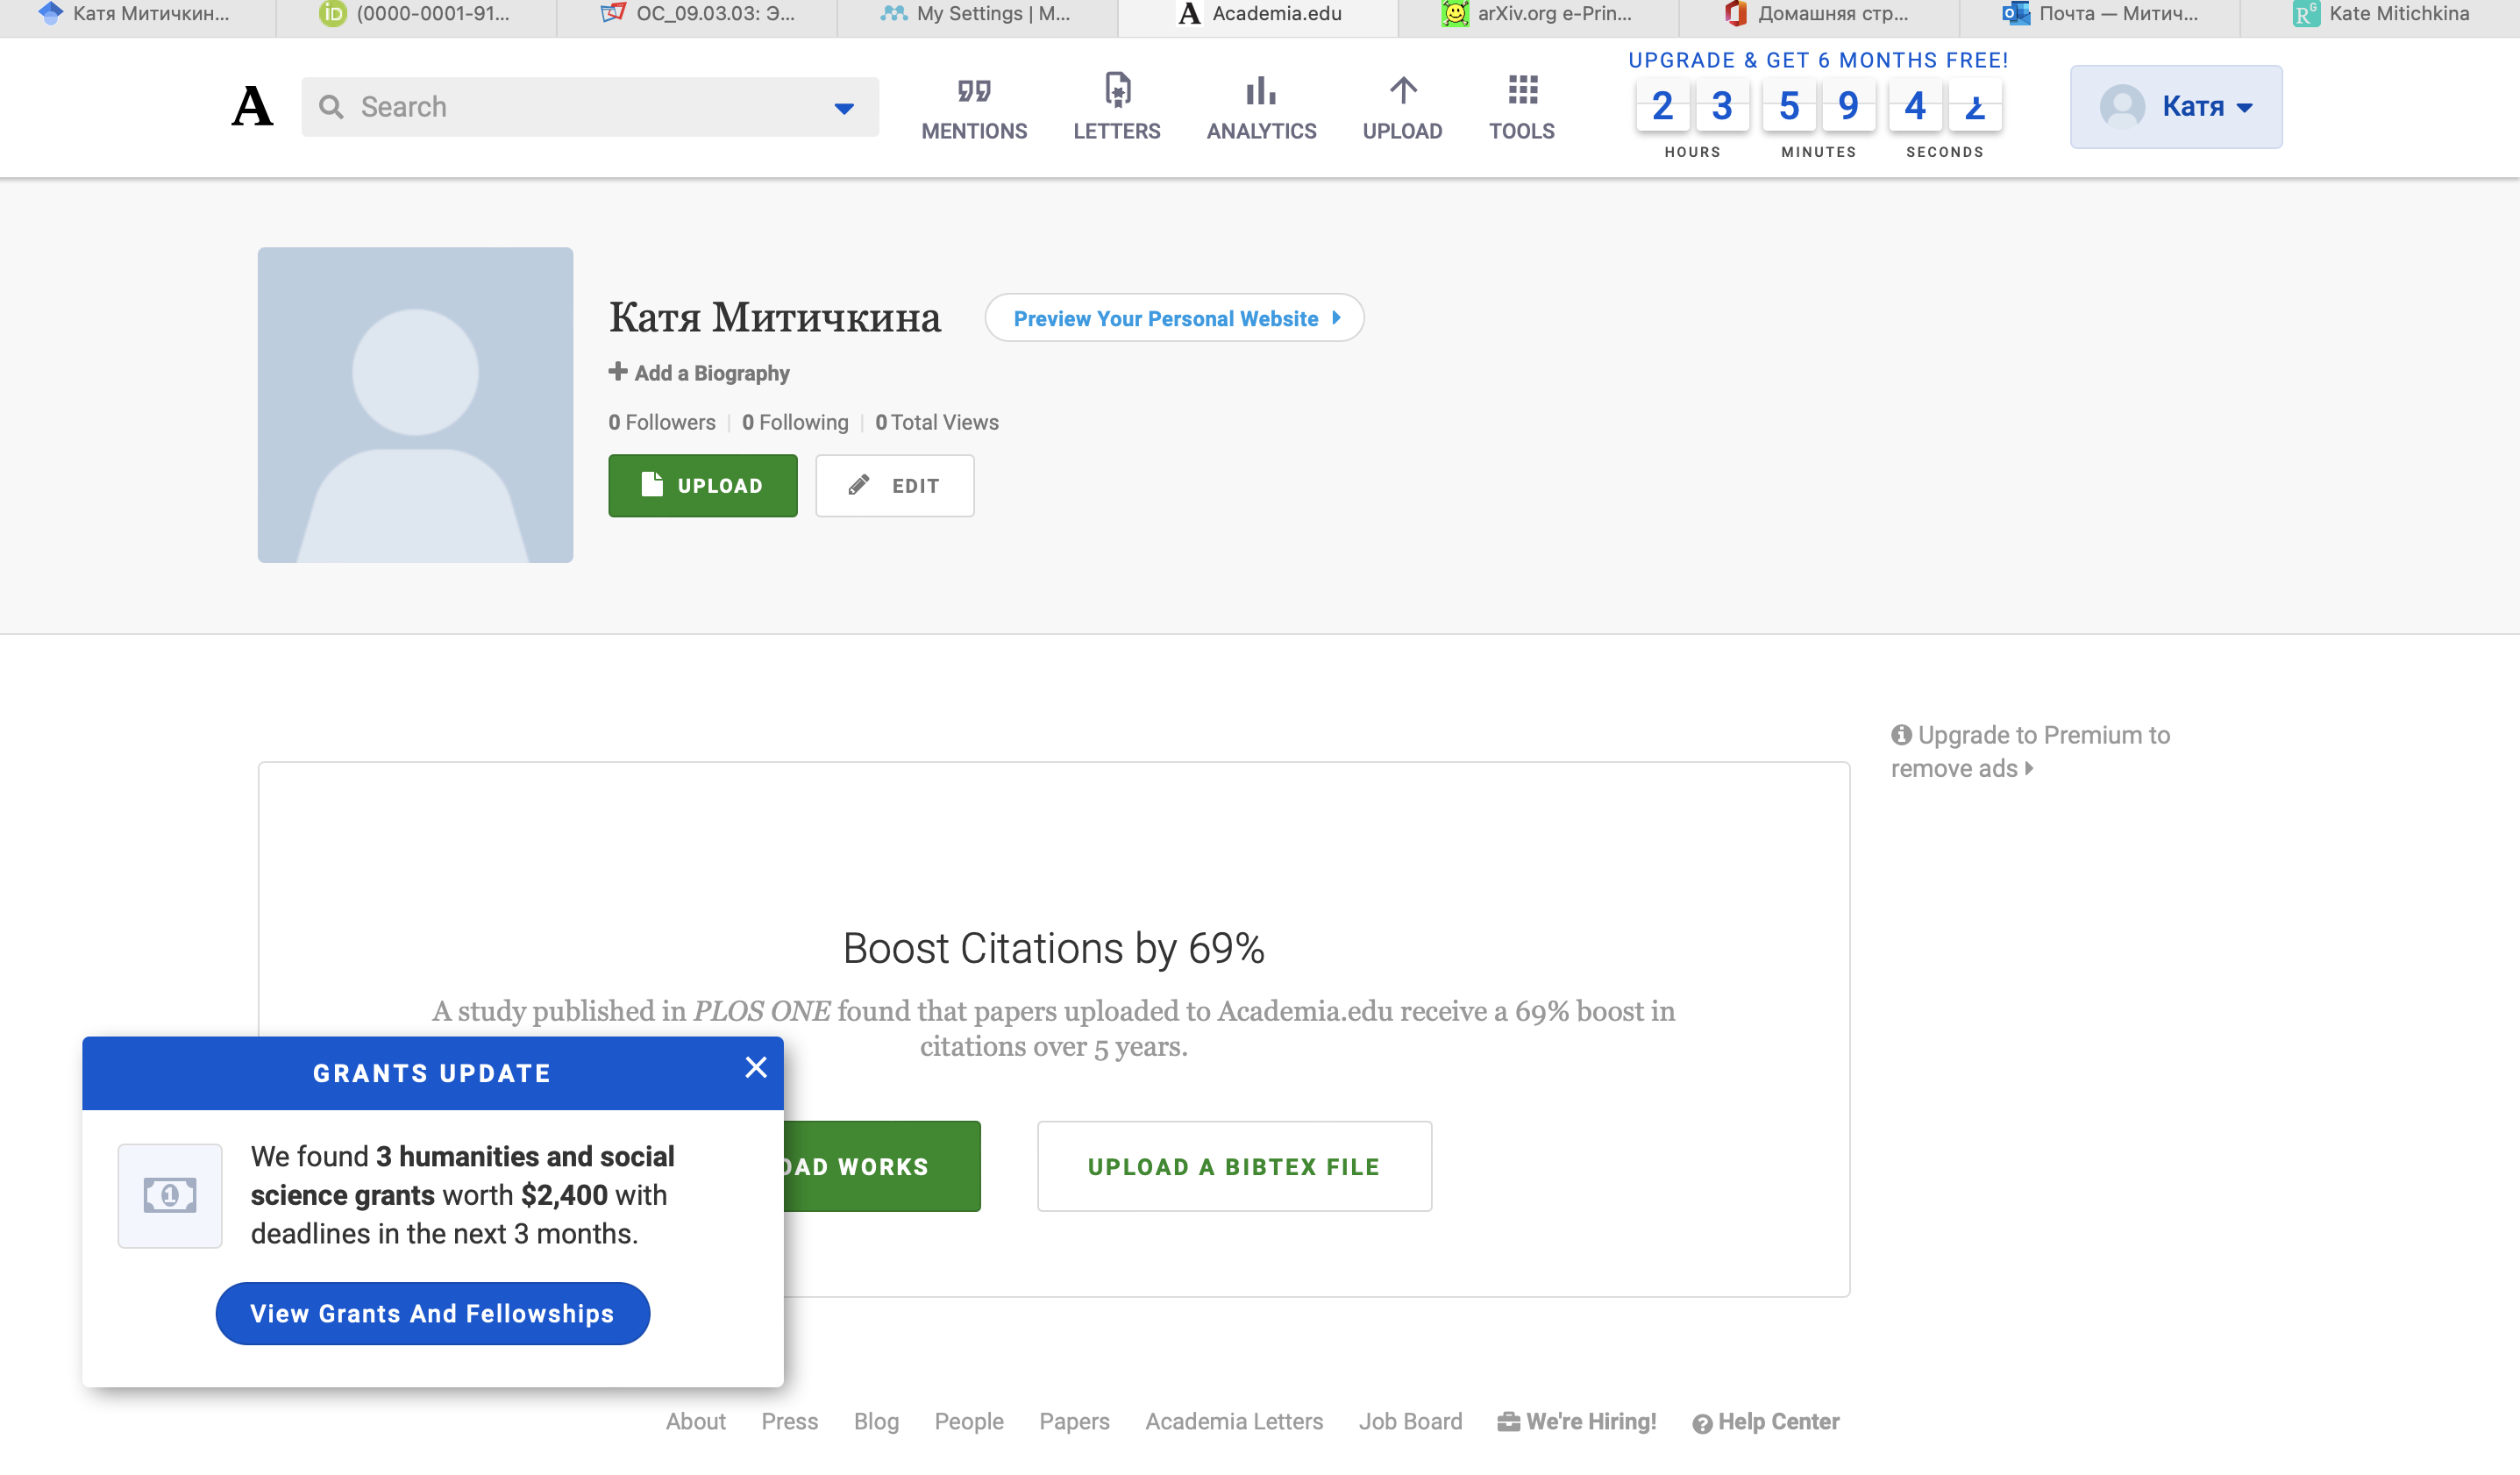 Катя Митичкин...
(0000-0001-91...
ОС_09.03.03: Э...
My Settings | M...
Academia.edu
arXiv.org e-Prin...
Домашняя стр...
Почта — Митич...
Kate Mitichkina
Search
MENTIONS
LETTERS
ANALYTICS
UPLOAD
TOOLS
UPGRADE & GET 6 MONTHS FREE!
2 3 5 9 4
HOURS MINUTES SECONDS
Катя
Катя Митичкина
Preview Your Personal Website
Add a Biography
0 Followers | 0 Following | 0 Total Views
UPLOAD
EDIT
Upgrade to Premium to
remove ads
Boost Citations by 69%
A study published in PLOS ONE found that papers uploaded to Academia.edu receive a 69% boost in
citations over 5 years.
WORKS
UPLOAD A BIBTEX FILE
GRANTS UPDATE
We found 3 humanities and social
science grants worth $2,400 with
deadlines in the next 3 months.
View Grants And Fellowships
About Press Blog People Papers Academia Letters Job Board We're Hiring! Help Center